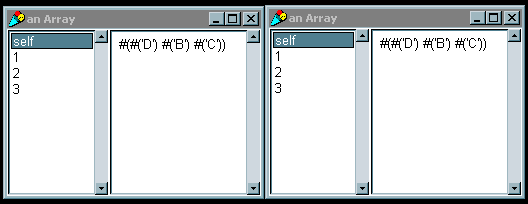 an Array
self
1
2
3
#(#('D') #('B') #('C'))
an Array
self
1
2
3
#(#('D') #('B') #('C'))